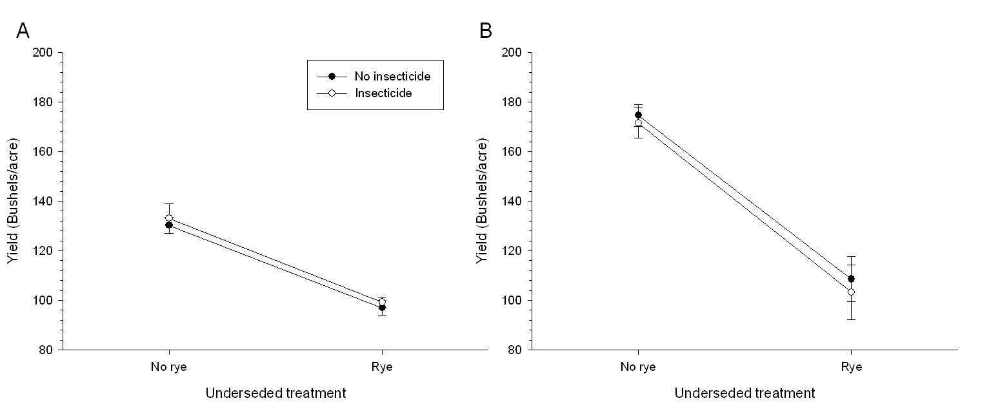 A
B
200
180
160
140
120
100
80
Yield (Bushels/acre)
No insecticide
Insecticide
No rye
Rye
Underseded treatment
200
180
160
140
120
100
80
Yield (Bushels/acre)
No rye
Rye
Underseded treatment